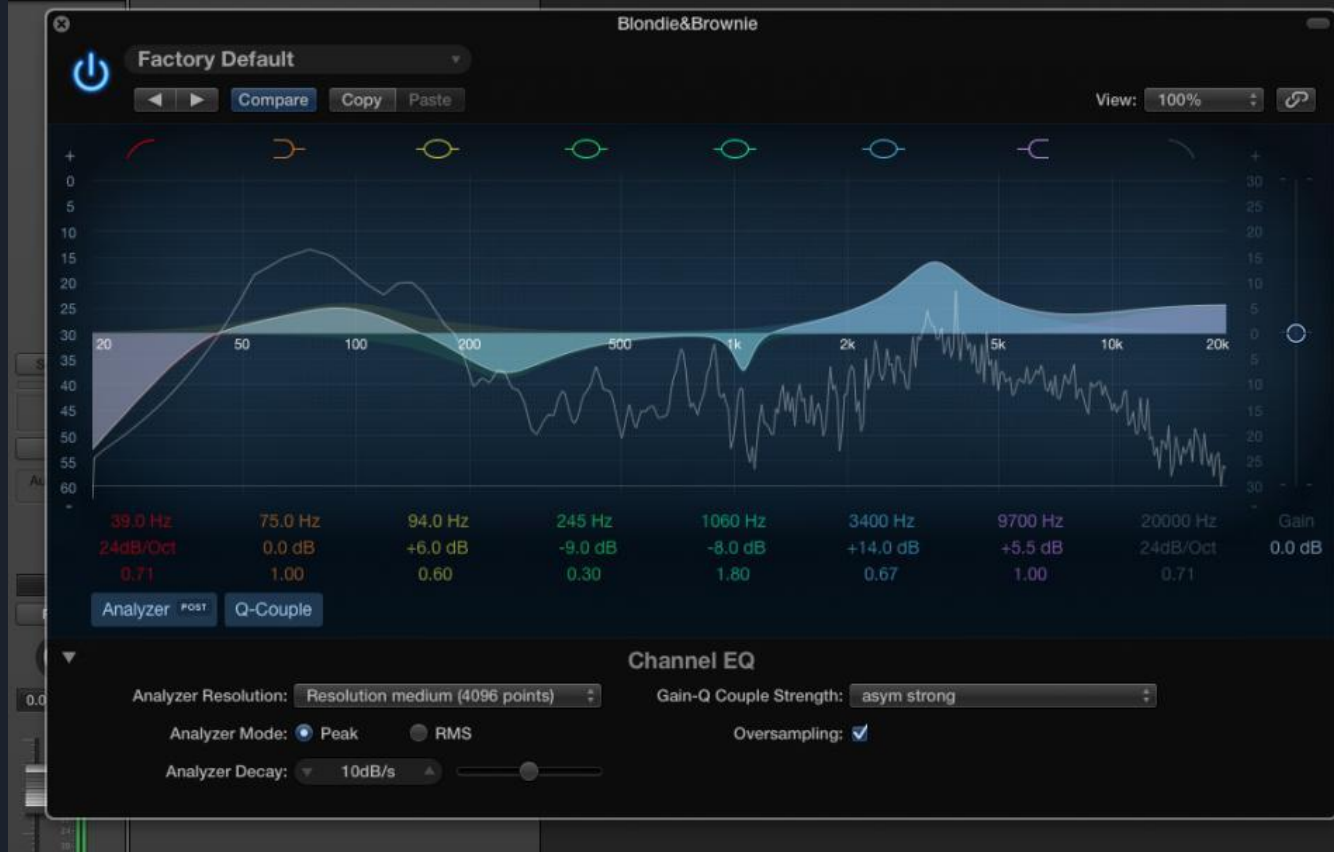 Blondie&Brownie
Factory Default
Compare Copy Paste
View: 100%
+ +
0 30
5 25
10 20
15 15
20 10
25 5
30 0
20 50 100 200 500 1k 2k 5k 10k 20k
35 5
40 10
45 15
50 20
55 25
60 30
- -
39.0 Hz 75.0 Hz 94.0 Hz 245 Hz 1060 Hz 3400 Hz 9700 Hz 20000 Hz Gain
24dB/Oct 0.0 dB +6.0 dB -9.0 dB -8.0 dB +14.0 dB +5.5 dB 24dB/Oct 0.0 dB
0.71 1.00 0.60 0.30 1.80 0.67 1.00 0.71
Analyzer POST Q-Couple
Channel EQ
Analyzer Resolution: Resolution medium (4096 points) Gain-Q Couple Strength: asym strong
Analyzer Mode: Peak RMS Oversampling:
Analyzer Decay: 10dB/s